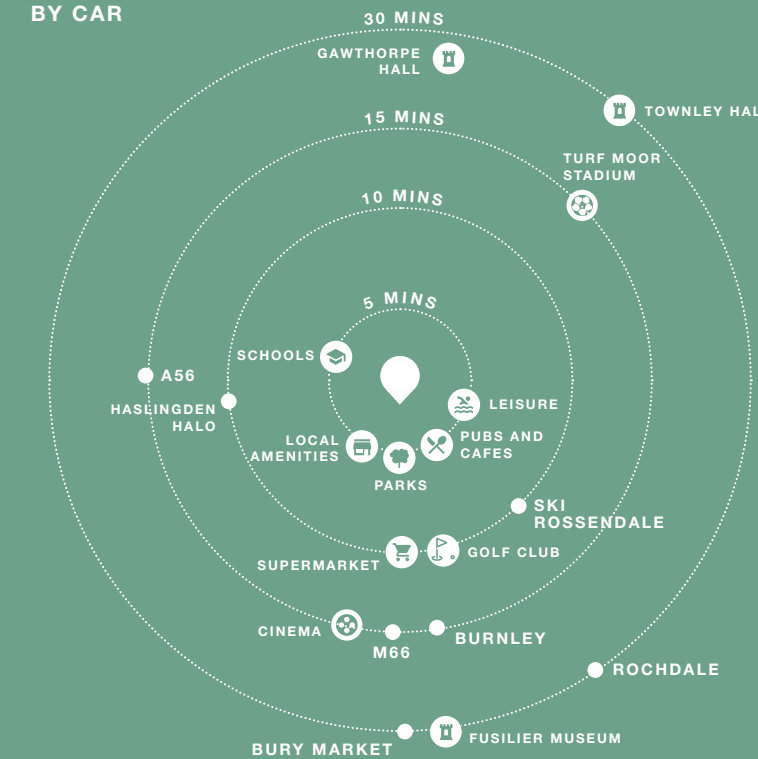 BY CAR
30 MINS
GAWTHORPE
HALL
TOWNLEY HAL
15 MINS
TURF MOOR
STADIUM
10 MINS
5 MINS
SCHOOLS
A56
HASLINGDEN
HALO
LEISURE
LOCAL
AMENITIES
PUBS AND
CAFES
PARKS
SKI
ROSSENDALE
SUPERMARKET
GOLF CLUB
CINEMA
M66
BURNLEY
ROCHDALE
BURY MARKET
FUSILIER MUSEUM